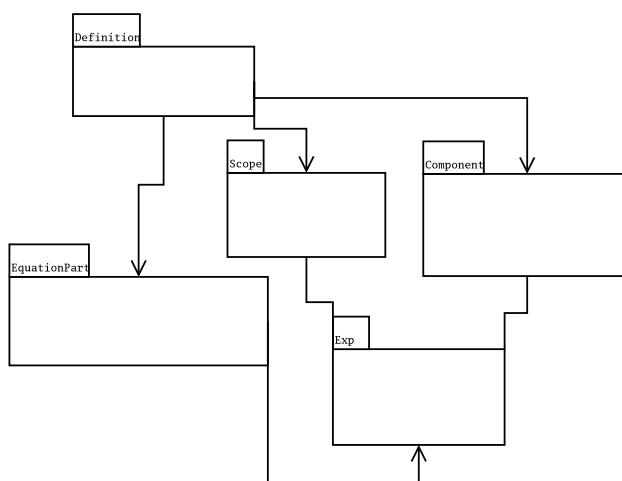 Definition
Scope
Component
EquationPart
Exp